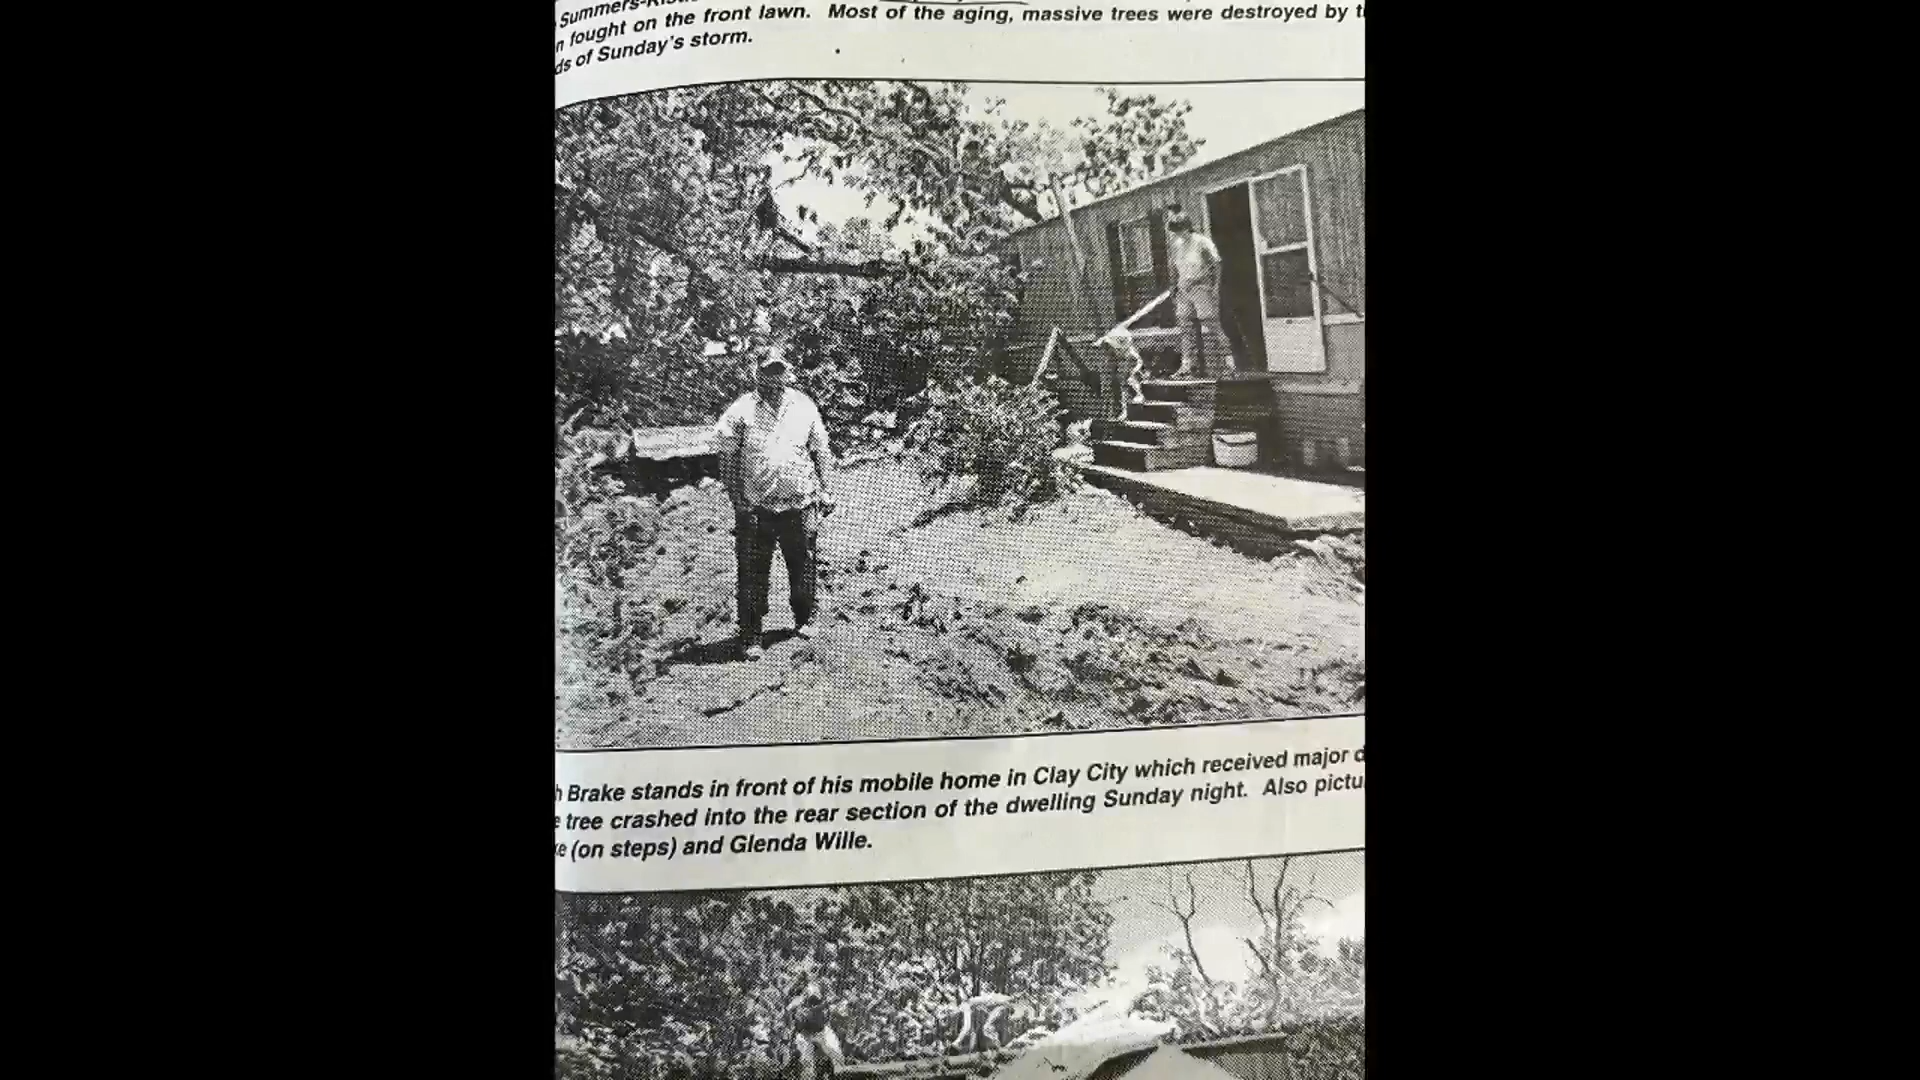 Summers-
fought on the front lawn. Most of the aging, massive trees were destroyed by
of Sunday's storm.
Brake stands in front of his mobile home in Clay City which received major
tree crashed into the rear section of the dwelling Sunday night. Also
(on steps) and Glenda Wille.